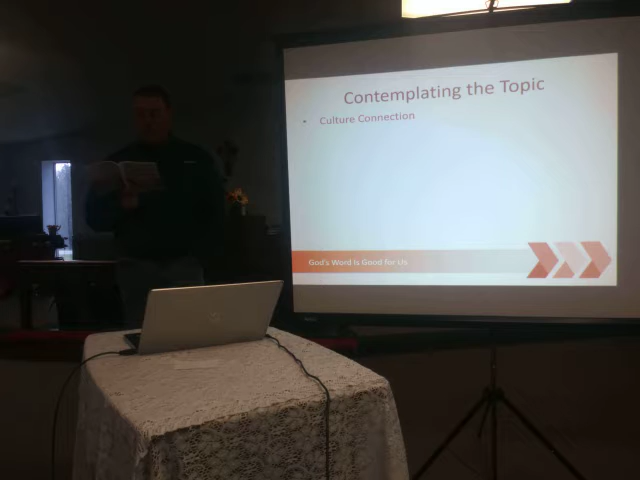 Contemplating the Topic
• Culture Connection
God's Word Is Good for Us